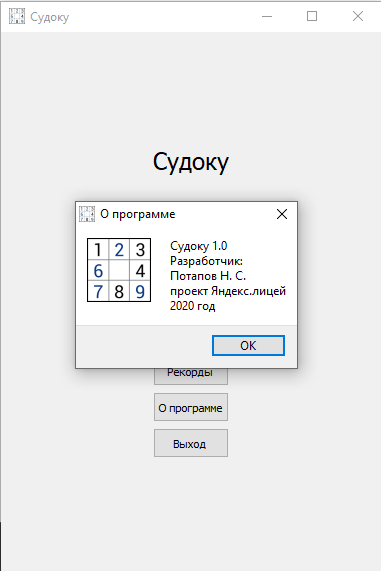 Судоку
Судоку
О программе
1 2 3
6 4
7 8 9
Судоку 1.0
Разработчик:
Потапов Н. С.
проект Яндекс.лицей
2020 год
OK
Рекорды
О программе
Выход